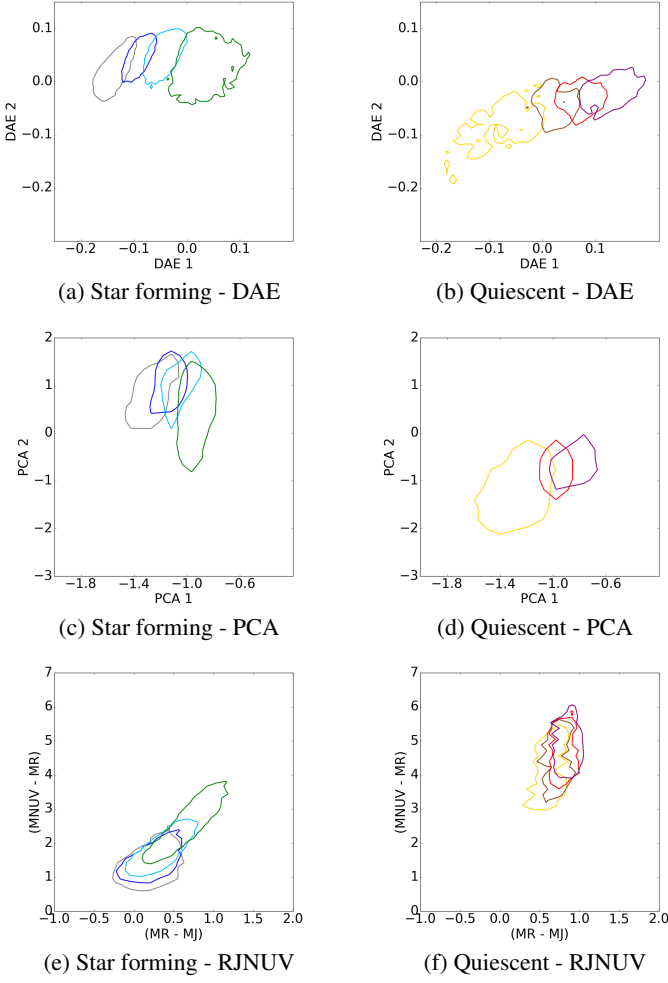 0.1
0.0
−0.1
−0.2
DAE 2
−0.2 −0.1 0.0 0.1
DAE 1
(a) Star forming - DAE
0.1
0.0
−0.1
−0.2
DAE 2
−0.2 −0.1 0.0 0.1
DAE 1
(b) Quiescent - DAE
2
1
0
−1
−2
−3
PCA 2
−1.8 −1.4 −1.0 −0.6
PCA 1
(c) Star forming - PCA
2
1
0
−1
−2
−3
PCA 2
−1.8 −1.4 −1.0 −0.6
PCA 1
(d) Quiescent - PCA
7
6
5
4
3
2
1
0
(MNUV - MR)
−1.0 −0.5 0.0 0.5 1.0 1.5 2.0
(MR - MJ)
(e) Star forming - RJNUV
7
6
5
4
3
2
1
0
(MNUV - MR)
−1.0 −0.5 0.0 0.5 1.0 1.5 2.0
(MR - MJ)
(f) Quiescent - RJNUV